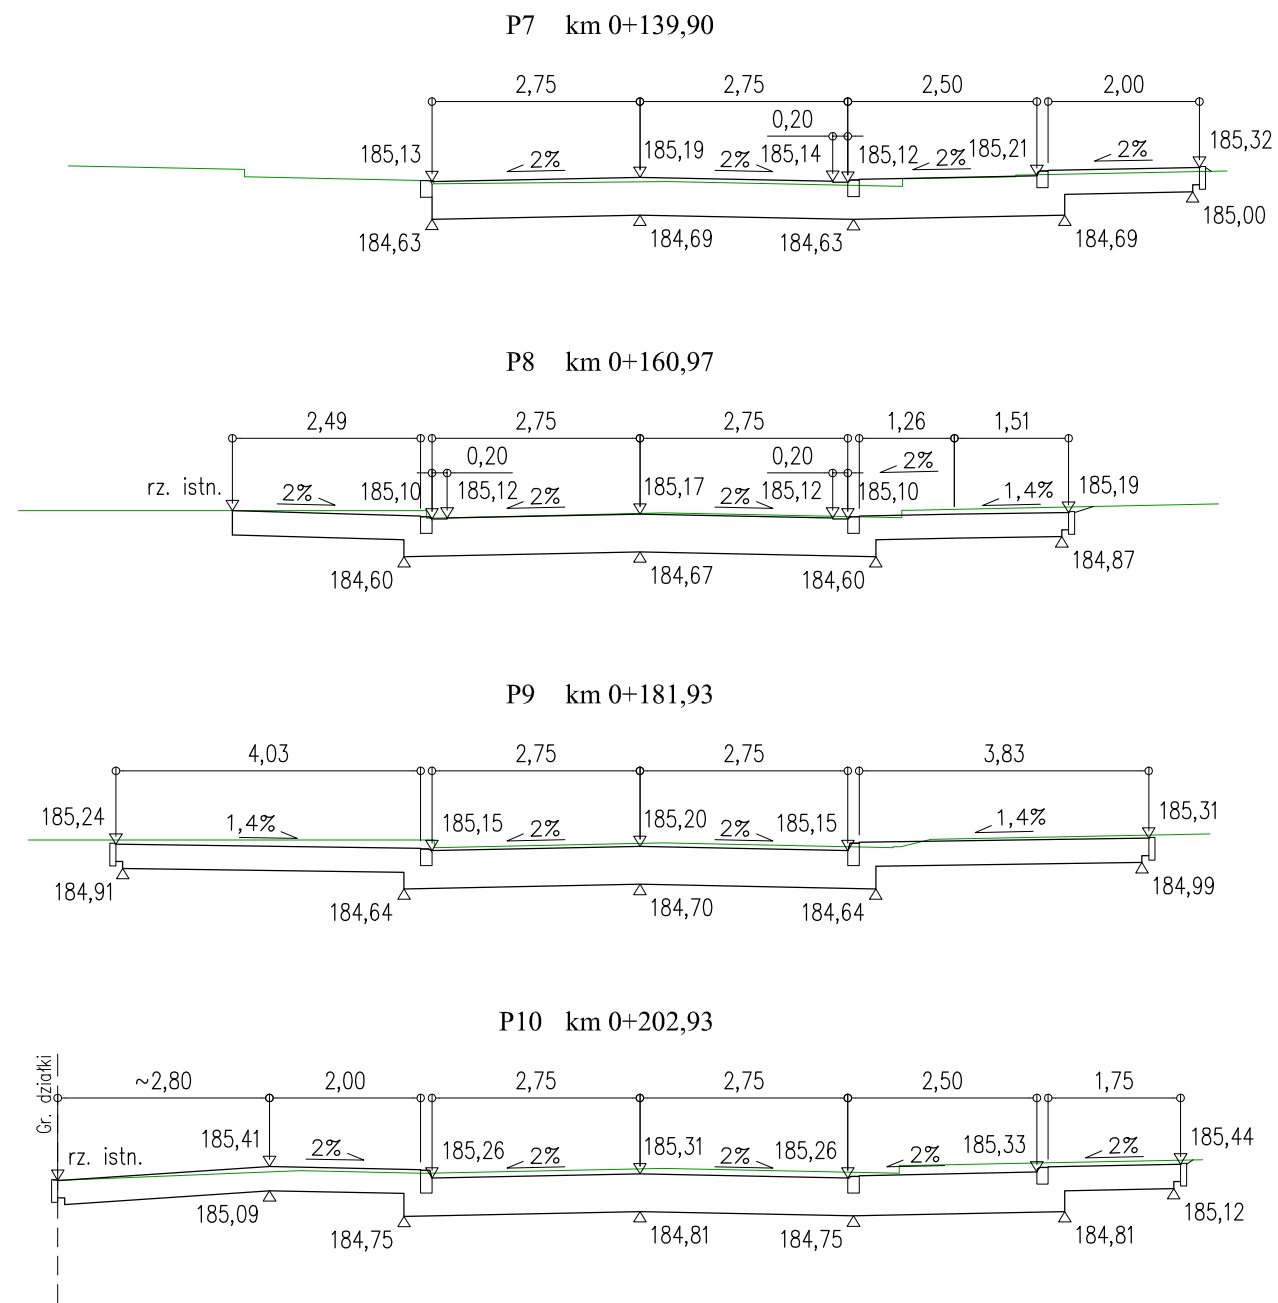 P7 km 0+139,90
2,75 2,75 2,50 2,00
0,20
185,13 2% 185,19 2% 185,14 185,12 2% 185,21 2% 185,32
184,63 184,69 184,63 184,69 185,00
P8 km 0+160,97
2,49 2,75 2,75 1,26 1,51
0,20 0,20 2%
rz. istn. 2% 185,10 185,12 2% 185,17 2% 185,12 185,10 1,4% 185,19
184,60 184,67 184,60 184,87
P9 km 0+181,93
4,03 2,75 2,75 3,83
185,24 1,4% 185,15 2% 185,20 2% 185,15 1,4% 185,31
184,91 184,64 184,70 184,64 184,99
P10 km 0+202,93
Gr. działki
~2,80 2,00 2,75 2,75 2,50 1,75
rz. istn. 185,41 2% 185,26 2% 185,31 2% 185,26 2% 185,33 2% 185,44
185,09 184,75 184,81 184,75 184,81 185,12